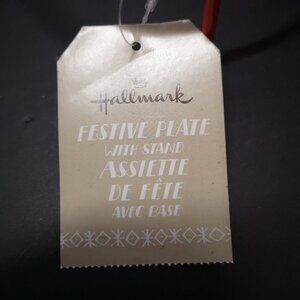 Hallmark
FESTIVE PLATE
WITH STAND
ASSIETTE
DE FÊTE
AVEC BASE